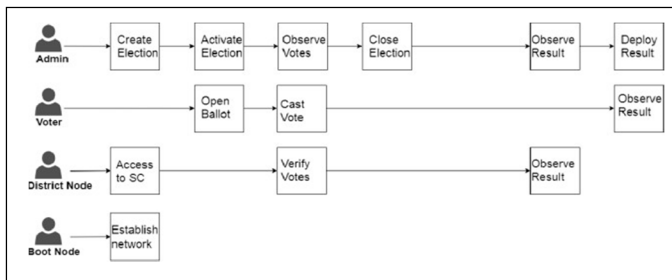 Admin
Create
Election
Activate
Election
Observe
Votes
Close
Election
Observe
Result
Deploy
Result
Voter
Open
Ballot
Cast
Vote
Observe
Result
District Node
Access
to SC
Verify
Votes
Observe
Result
Boot Node
Establish
network